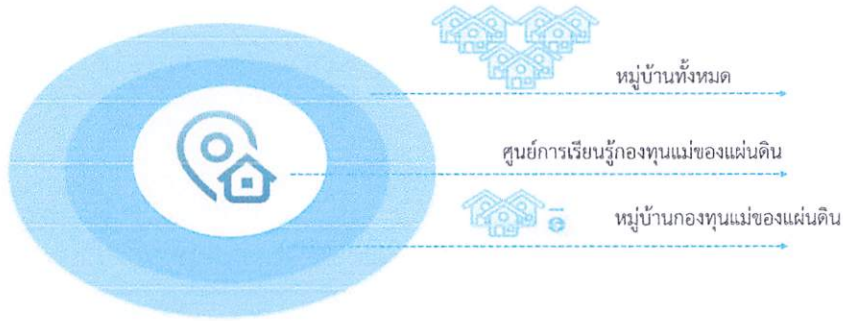 หมู่บ้านทั้งหมด
ศูนย์การเรียนรู้กองทุนแม่ของแผ่นดิน
หมู่บ้านกองทุนแม่ของแผ่นดิน